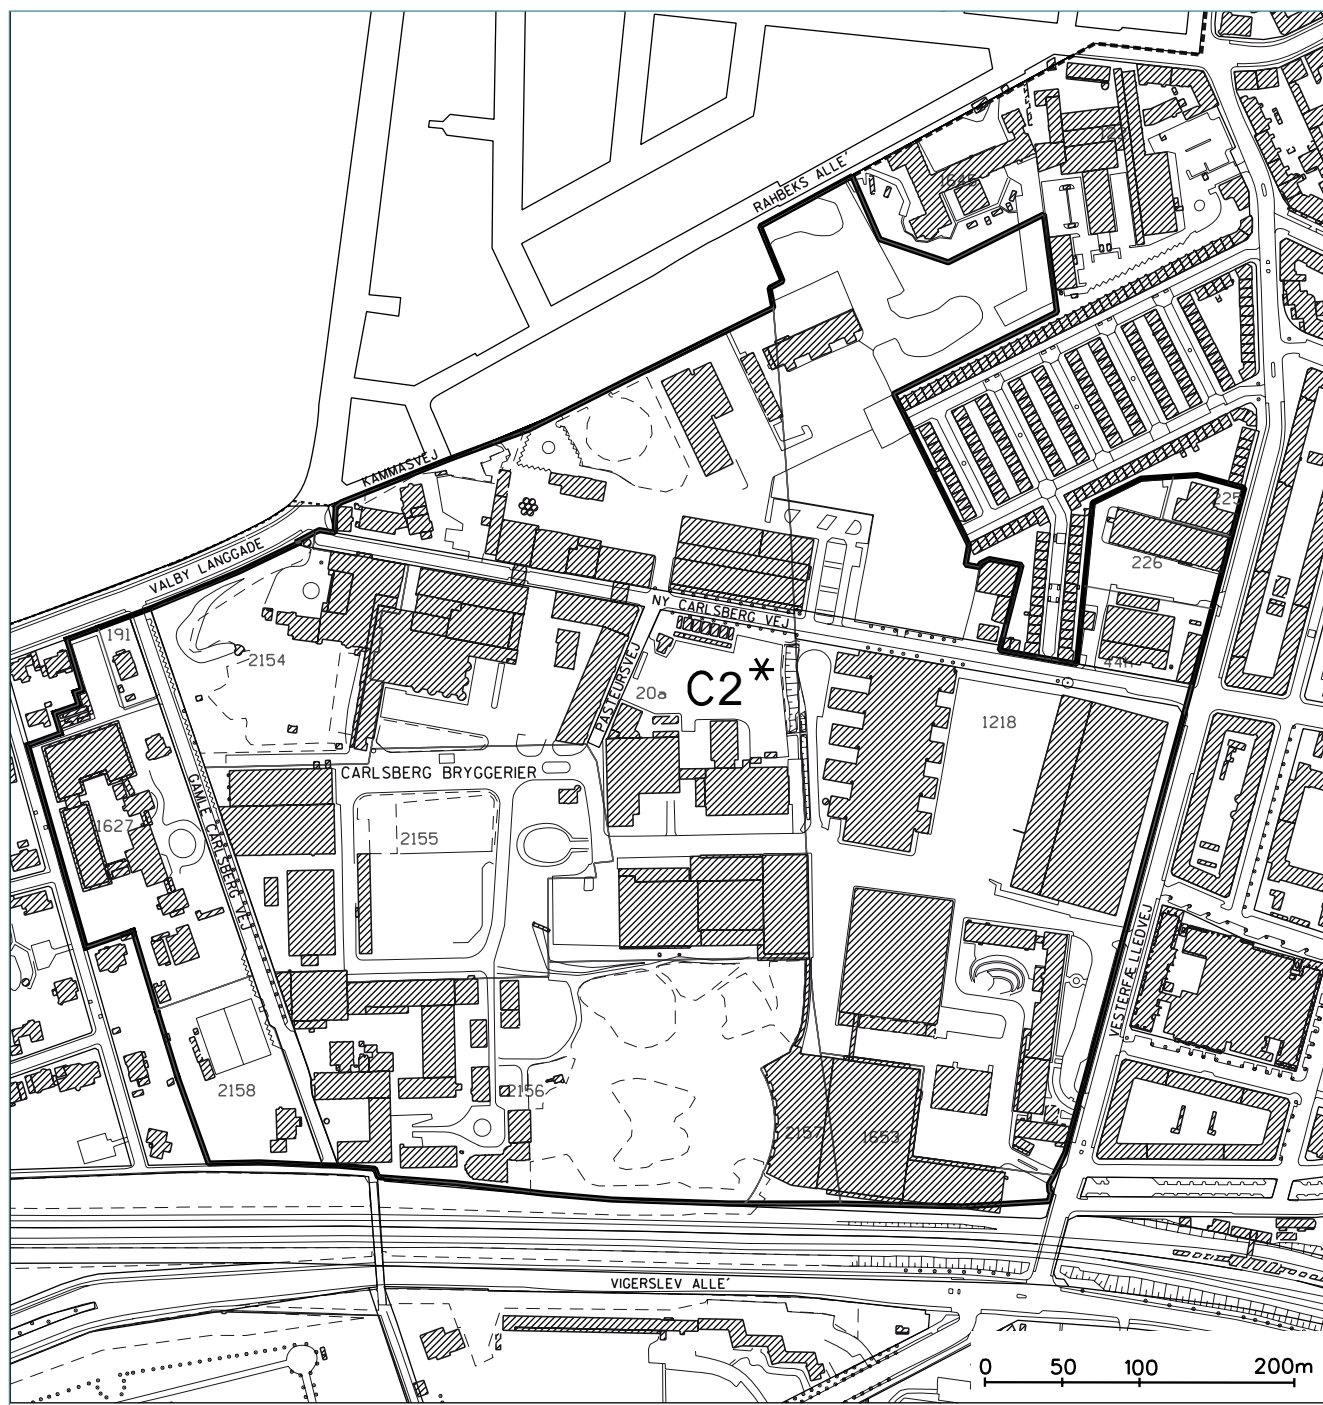 RAHBEKS ALLE´
1645
KAMMASVEJ
225
226
VALBY LANGGADE
NY CARLSBERG VEJ
191
2154
PASTEURSVEJ
20a
C2*
1218
CARLSBERG BRYGGERIER
GAMLE CARLSBERG VEJ
1627
2155
VESTERFÆLLEDVEJ
2158
2156
2157
1653
VIGERSLEV ALLE´
0 50 100 200m